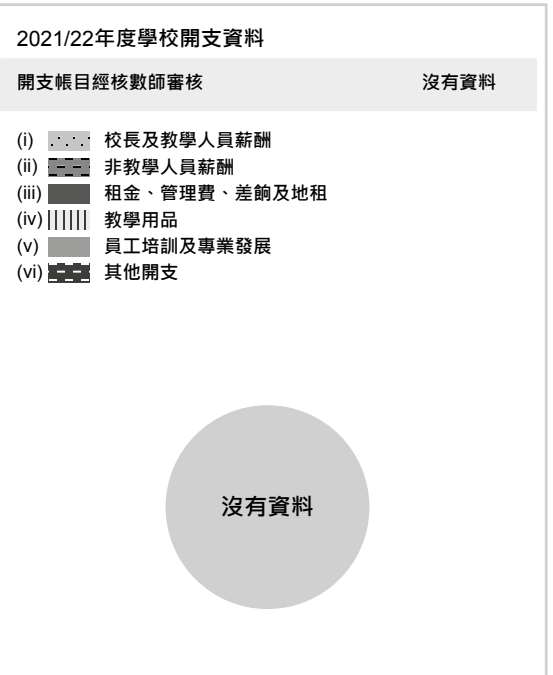 2021/22年度學校開支資料
開支帳目經核數師審核 沒有資料
(i) 校長及教學人員薪酬
(ii) 非教學人員薪酬
(iii) 租金、管理費、差餉及地租
(iv) 教學用品
(v) 員工培訓及專業發展
(vi) 其他開支
沒有資料